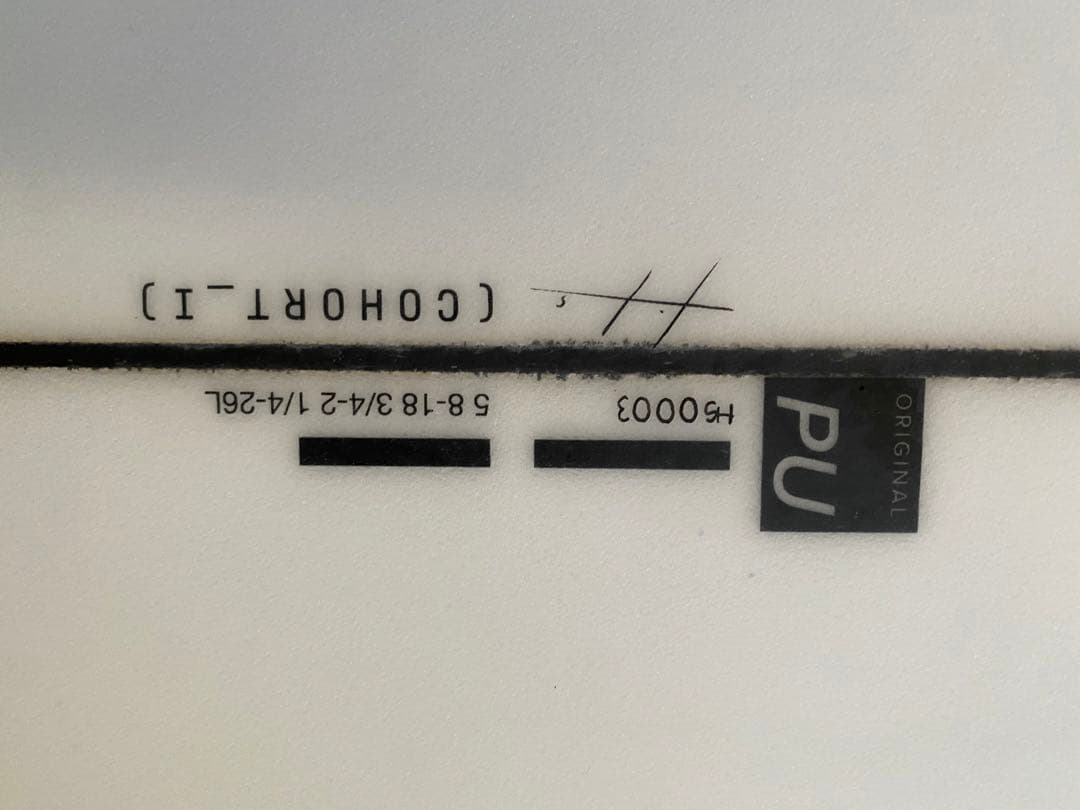 ORIGINAL
PU
HS0003
5 8-18 3/4-2 1/4-26L
(COHORT_I)